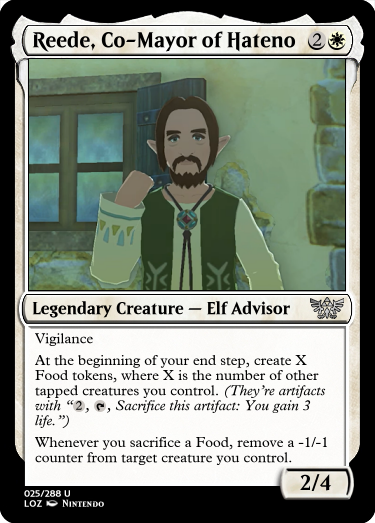 Reede, Co-Mayor of Hateno 2
Legendary Creature — Elf Advisor
Vigilance
At the beginning of your end step, create X
Food tokens, where X is the number of other
tapped creatures you control. (They're artifacts
with “2, , Sacrifice this artifact: You gain 3
life.”)
Whenever you sacrifice a Food, remove a -1/-1
counter from target creature you control.
2/4
025/288 U
LOZ Nintendo